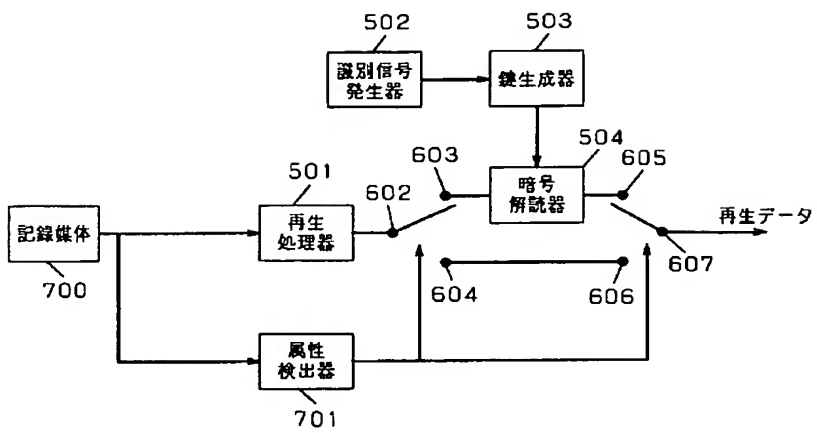 502
503
識別信号
発生器
鍵生成器
504
603
605
501
602
暗号
解読器
再生データ
記録媒体
再生
処理器
607
700
604
606
属性
検出器
701